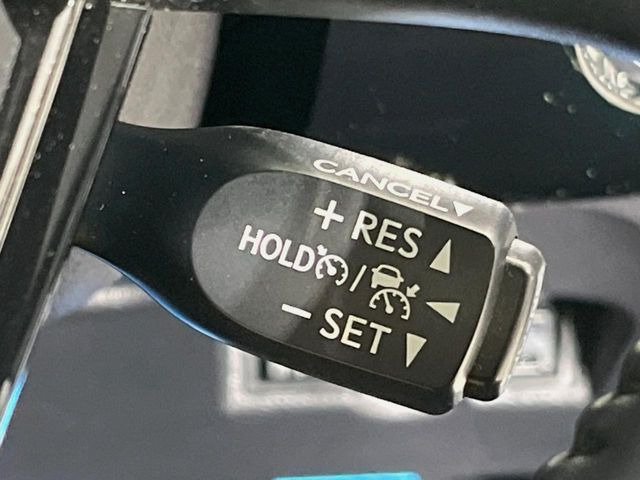 CANCEL▼
+ RES ▲
HOLD / ◀
− SET ▼